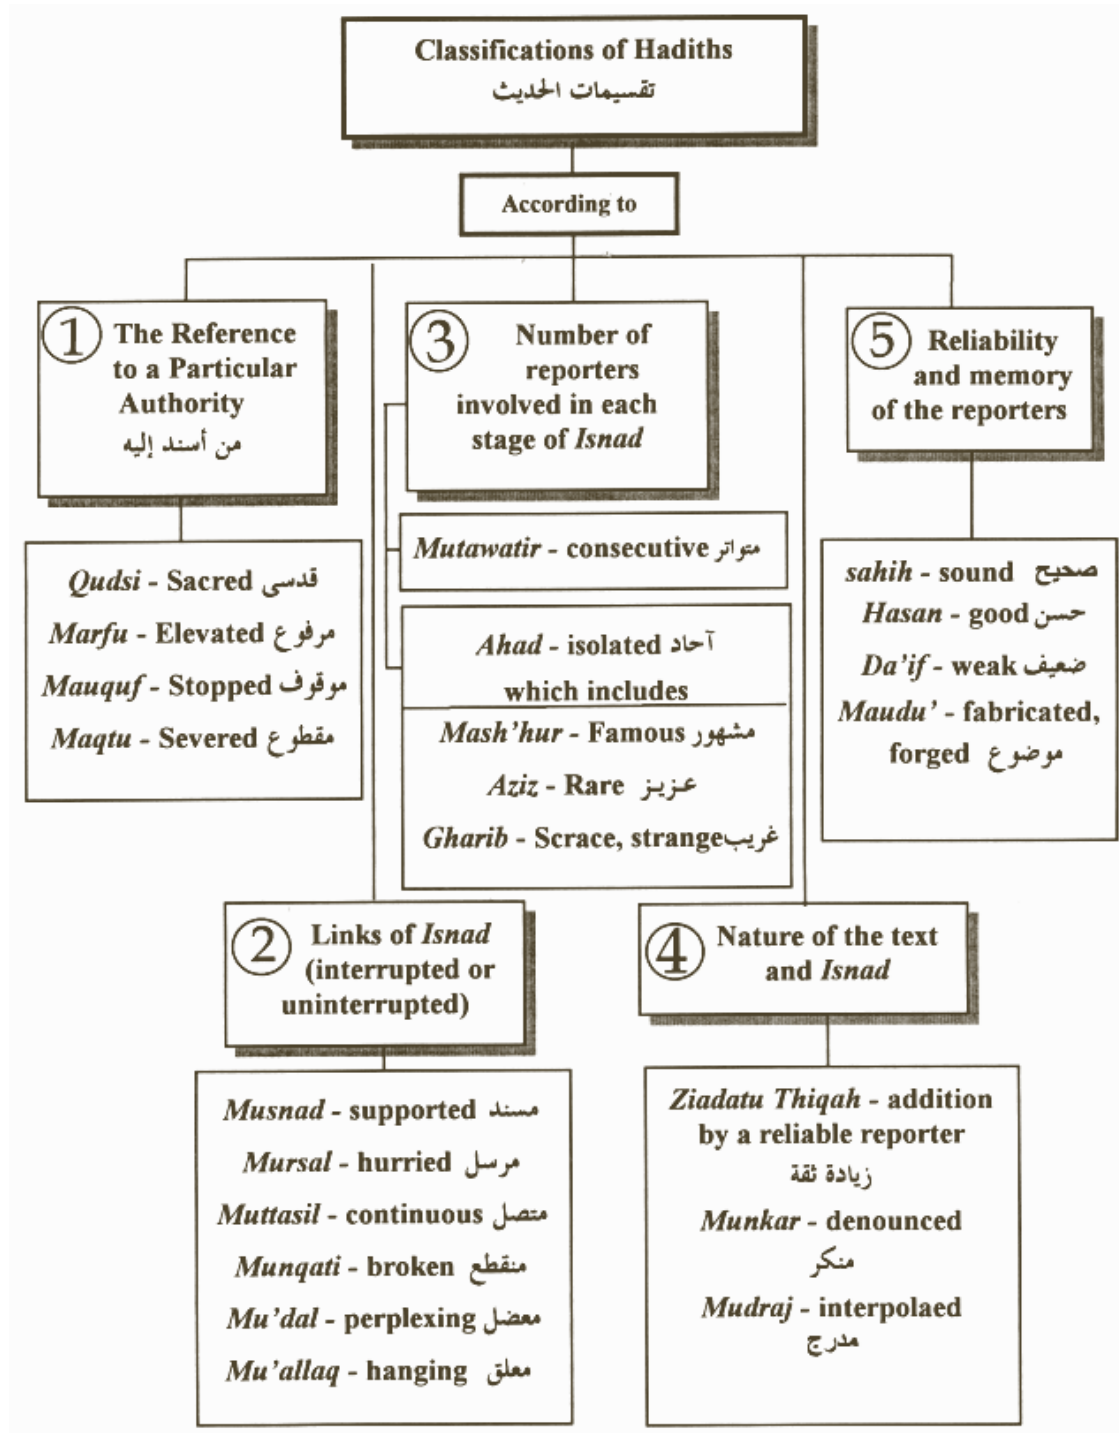 Classifications of Hadiths
تقسيمات الحديث
According to
1 The Reference
to a Particular
Authority
من أسند إليه
Qudsi - Sacred قدسى
Marfu - Elevated مرفوع
Mauquf - Stopped موقوف
Maqtu - Severed مقطوع
3 Number of
reporters
involved in each
stage of Isnad
Mutawatir - consecutive متواتر
Ahad - isolated آحاد
which includes
Mash'hur - Famous مشهور
Aziz - Rare عزيز
Gharib - Scrace, strange غريب
5 Reliability
and memory
of the reporters
sahih - sound صحيح
Hasan - good حسن
Da'if - weak ضعيف
Maudu' - fabricated,
forged موضوع
2 Links of Isnad
(interrupted or
uninterrupted)
Musnad - supported مسند
Mursal - hurried مرسل
Muttasil - continuous متصل
Munqati - broken منقطع
Mu'dal - perplexing معضل
Mu'allaq - hanging معلق
4 Nature of the text
and Isnad
Ziadatu Thiqah - addition
by a reliable reporter
زيادة ثقة
Munkar - denounced
منكر
Mudraj - interpolaed
مدرج